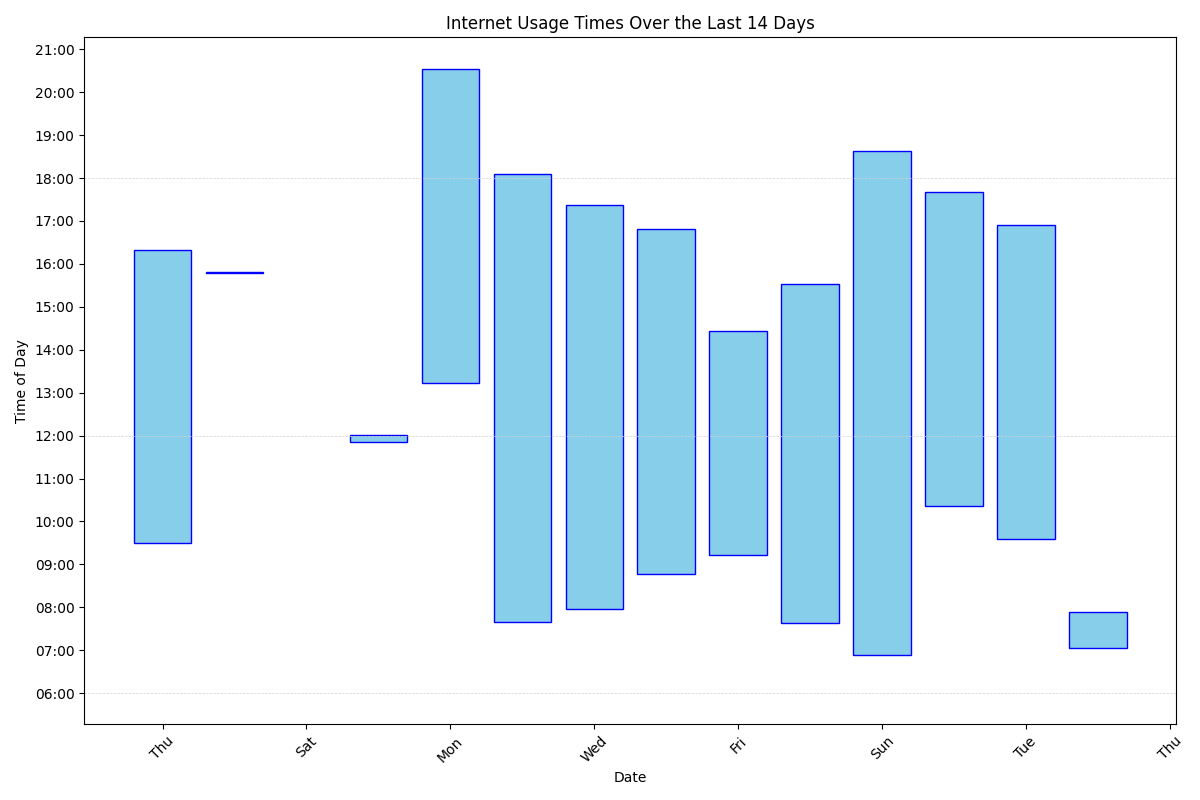 Internet Usage Times Over the Last 14 Days
21:00
20:00
19:00
18:00
17:00
16:00
15:00
14:00
13:00
12:00
11:00
10:00
09:00
08:00
07:00
06:00
Time of Day
Thu
Sat
Mon
Wed
Fri
Sun
Tue
Thu
Date